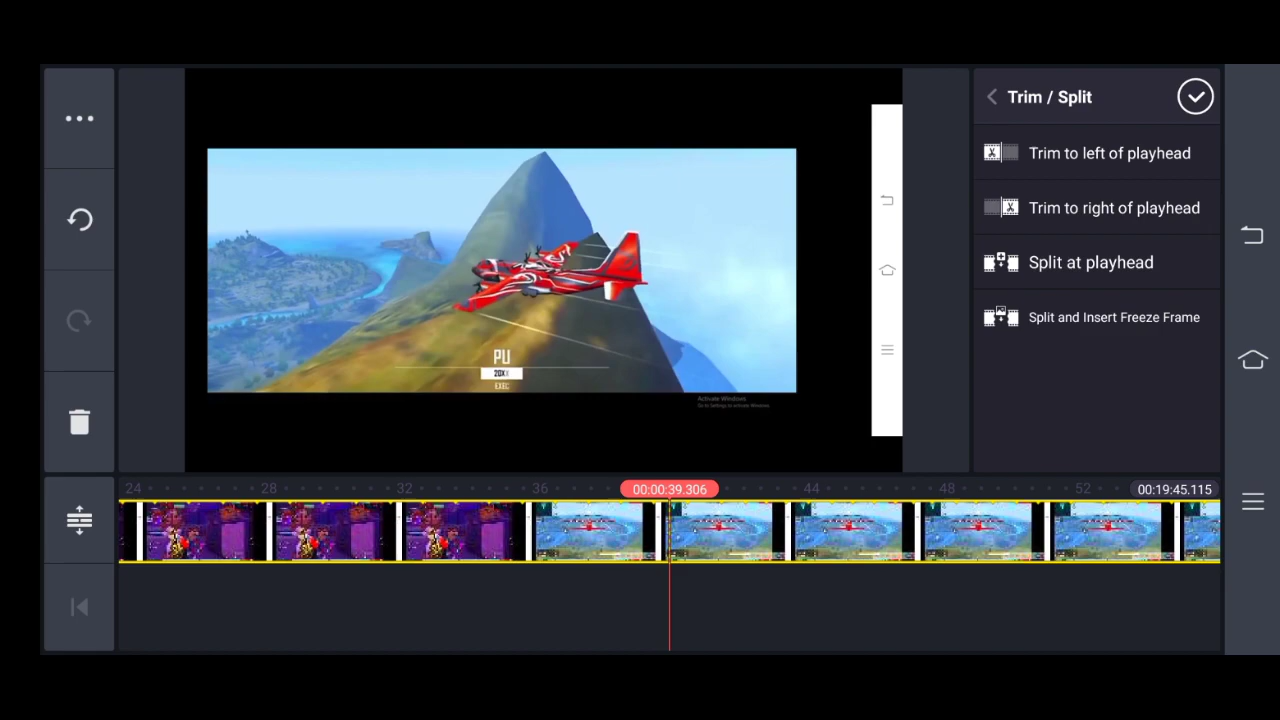 Trim / Split
Trim to left of playhead
Trim to right of playhead
Split at playhead
Split and Insert Freeze Frame
PU
20XX
EXEC
Activate Windows
Go to Settings to activate Windows.
24
28
32
36
00:00:39.306
44
48
52
00:19:45.115